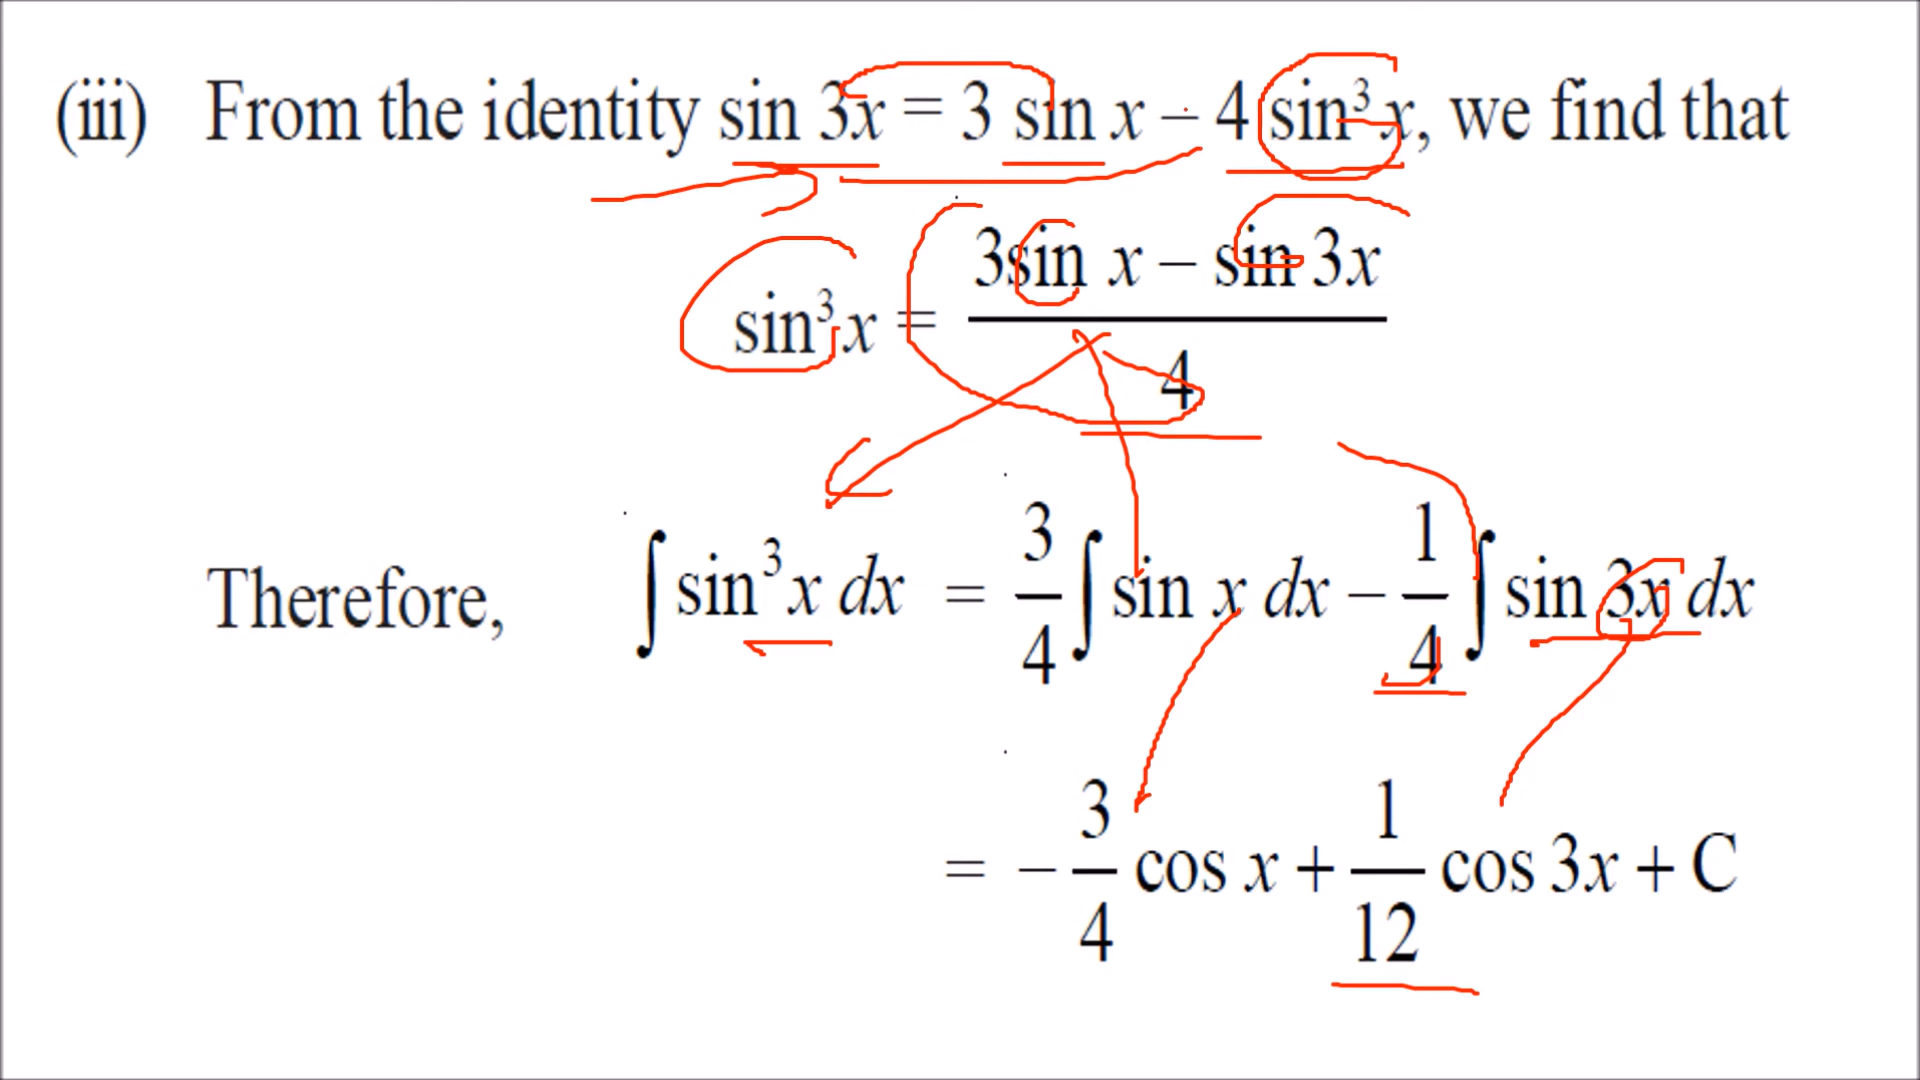 (iii) From the identity sin 3x = 3 sin x – 4 sin³x, we find that
sin³x = (3sin x – sin 3x)/4
Therefore, ∫ sin³x dx = 3/4 ∫ sin x dx – 1/4 ∫ sin 3x dx
= – 3/4 cos x + 1/12 cos 3x + C